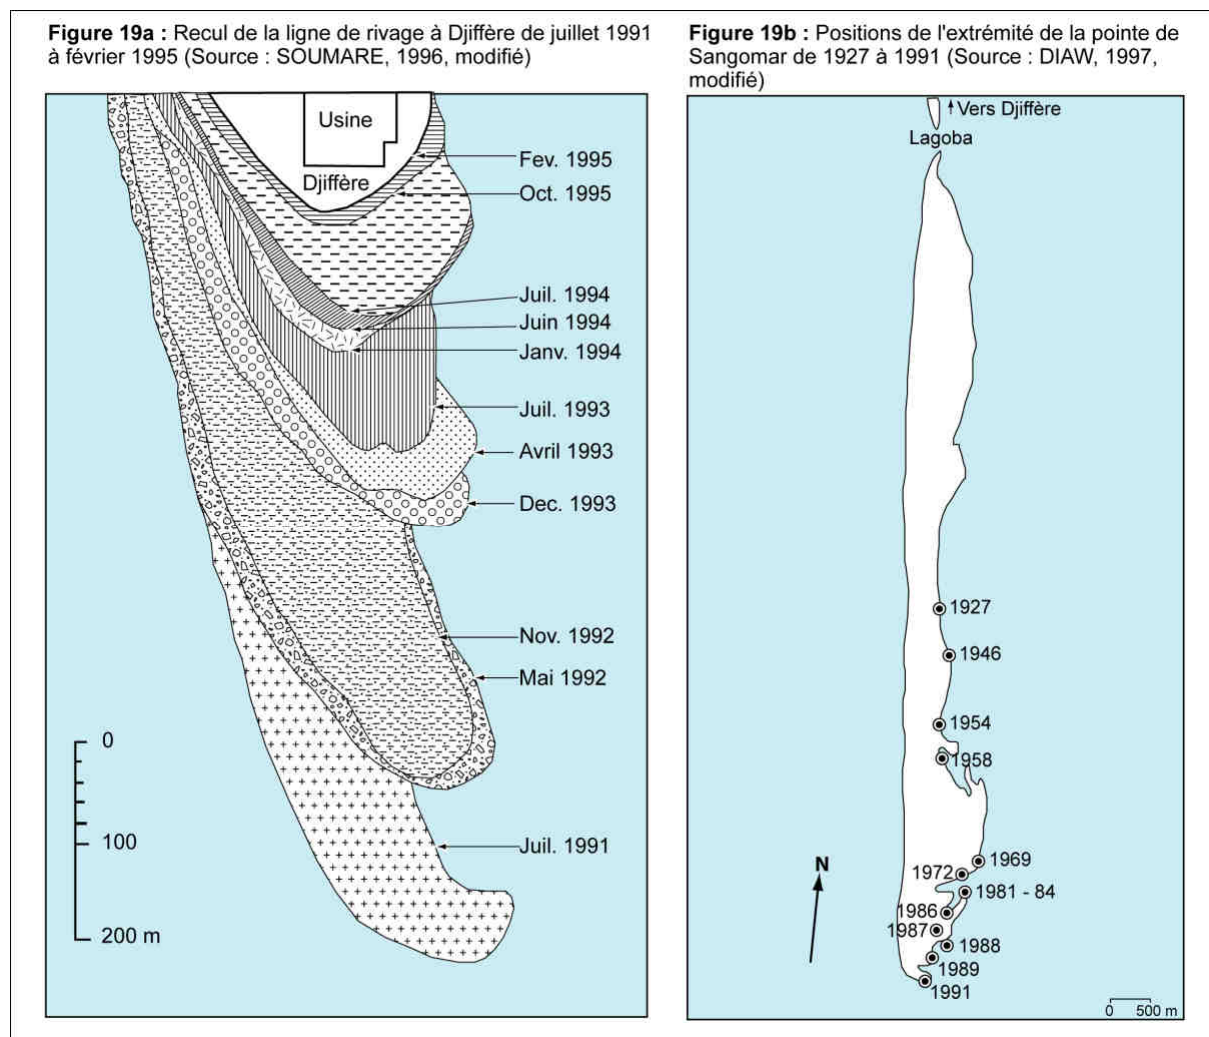 Figure 19a : Recul de la ligne de rivage à Djiffère de juillet 1991
à février 1995 (Source : SOUMARE, 1996, modifié)
Usine
Djiffère
Fev. 1995
Oct. 1995
Juil. 1994
Juin 1994
Janv. 1994
Juil. 1993
Avril 1993
Dec. 1993
Nov. 1992
Mai 1992
Juil. 1991
0
100
200 m
Figure 19b : Positions de l'extrémité de la pointe de
Sangomar de 1927 à 1991 (Source : DIAW, 1997,
modifié)
Vers Djiffère
Lagoba
1927
1946
1954
1958
1969
1972
1981 - 84
1986
1987
1988
1989
1991
N
0 500 m